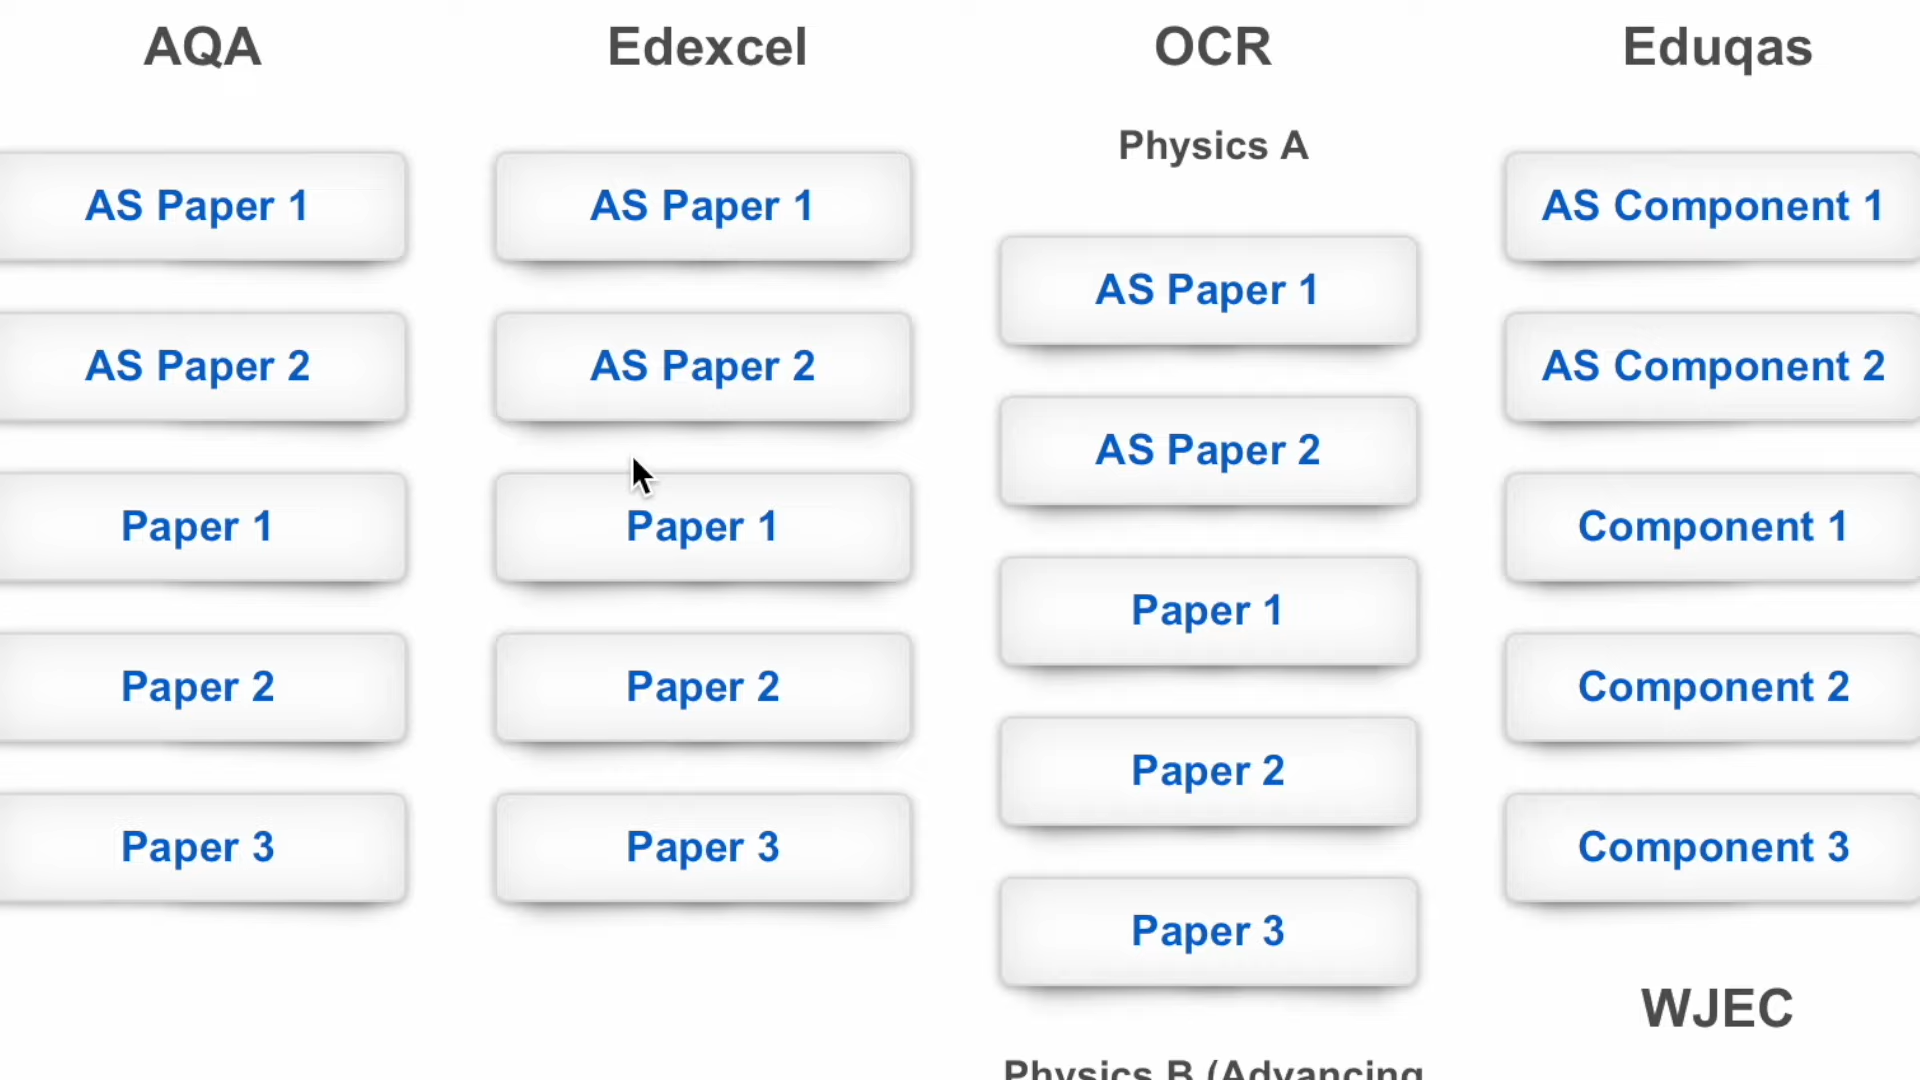 AQA
AS Paper 1
AS Paper 2
Paper 1
Paper 2
Paper 3
Edexcel
AS Paper 1
AS Paper 2
Paper 1
Paper 2
Paper 3
OCR
Physics A
AS Paper 1
AS Paper 2
Paper 1
Paper 2
Paper 3
Physics B (Advancing
Eduqas
AS Component 1
AS Component 2
Component 1
Component 2
Component 3
WJEC